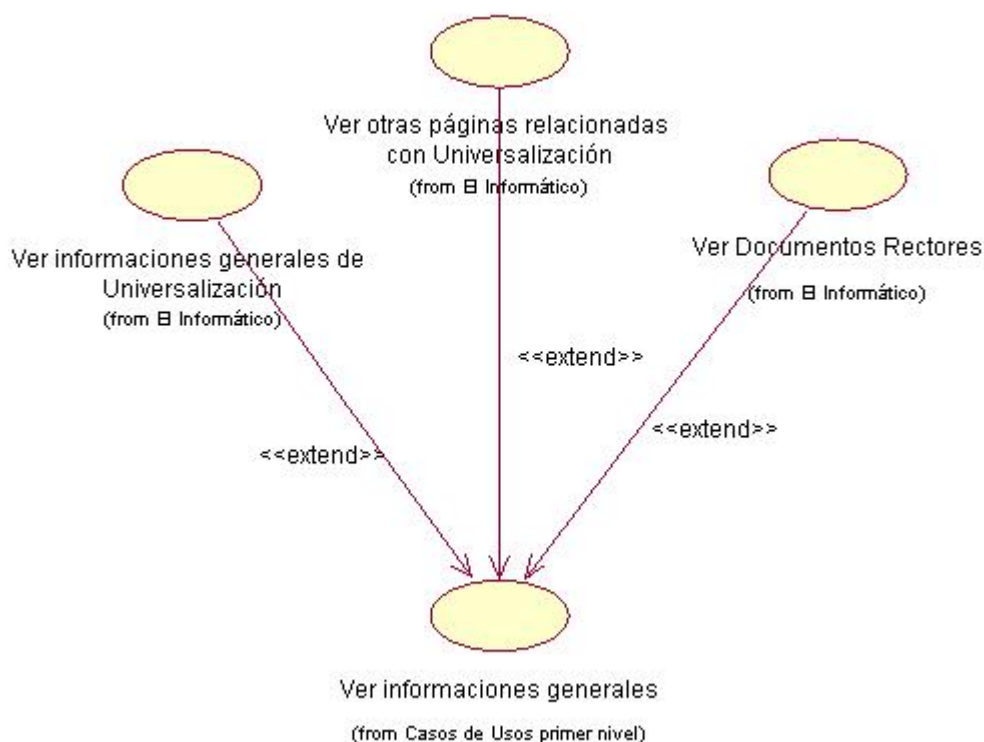 Ver otras páginas relacionadas
con Universalización
(from El Informático)
Ver informaciones generales de
Universalización
(from El Informático)
Ver Documentos Rectores
(from El Informático)
<<extend>>
<<extend>>
<<extend>>
Ver informaciones generales
(from Casos de Usos primer nivel)